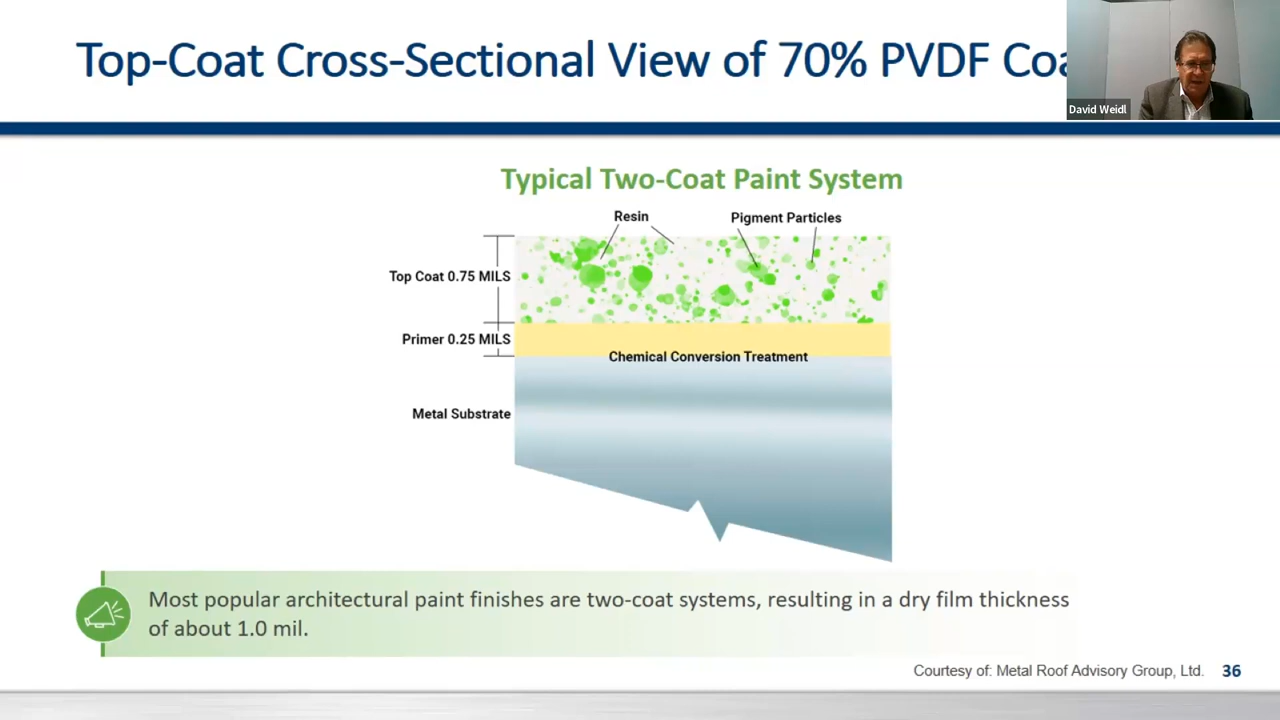 Top-Coat Cross-Sectional View of 70% PVDF
David Weidl
Typical Two-Coat Paint System
Resin
Pigment Particles
Top Coat 0.75 MILS
Primer 0.25 MILS
Chemical Conversion Treatment
Metal Substrate
Most popular architectural paint finishes are two-coat systems, resulting in a dry film thickness
of about 1.0 mil.
Courtesy of: Metal Roof Advisory Group, Ltd. 36